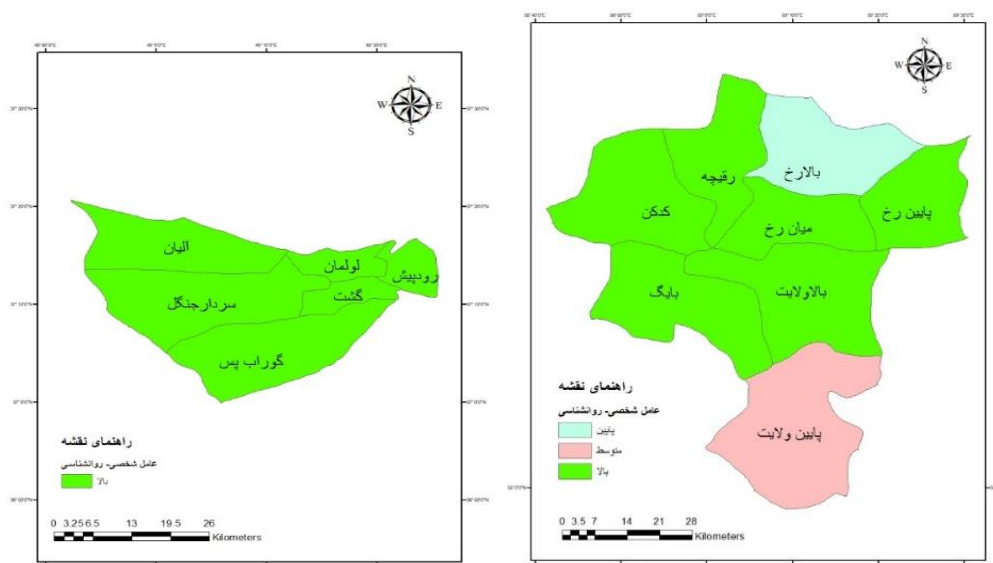 N
W E
S
الیان
لولمان
رودپیش
گشت
سردارجنگل
گوراب پس
راهنمای نقشه
عامل شخصی- روانشناسی
بالا
0 3.25 6.5 13 19.5 26
Kilometers
N
W E
S
بالارخ
رقیچه
پایین رخ
کدکن
میان رخ
بالاولایت
بایگ
پایین ولایت
راهنمای نقشه
عامل شخصی- روانشناسی
پایین
متوسط
بالا
0 3.5 7 14 21 28
Kilometers